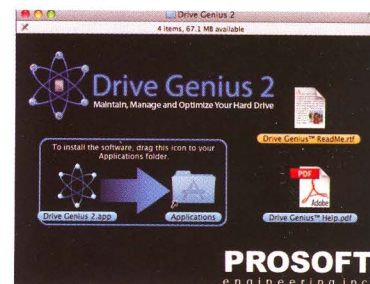 Drive Genius 2
4 items, 67.1 MB available
Drive Genius 2
Maintain, Manage and Optimize Your Hard Drive
Drive Genius™ ReadMe.rtf
To install the software, drag this icon to your
Applications folder.
PDF
Adobe
Drive Genius 2.app
Applications
Drive Genius™ Help.pdf
PROSOFT
engineering inc